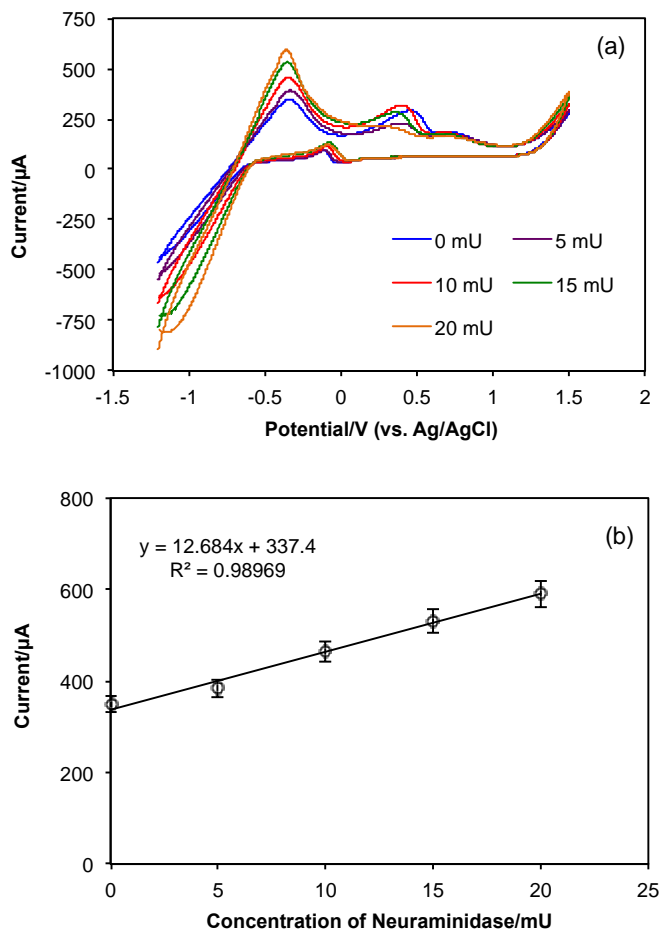 (a)
750
500
250
0
-250
-500
-750
-1000
Current/µA
0 mU
5 mU
10 mU
15 mU
20 mU
-1.5
-1
-0.5
0
0.5
1
1.5
2
Potential/V (vs. Ag/AgCl)
(b)
800
600
400
200
0
Current/µA
y = 12.684x + 337.4
R² = 0.98969
0
5
10
15
20
25
Concentration of Neuraminidase/mU